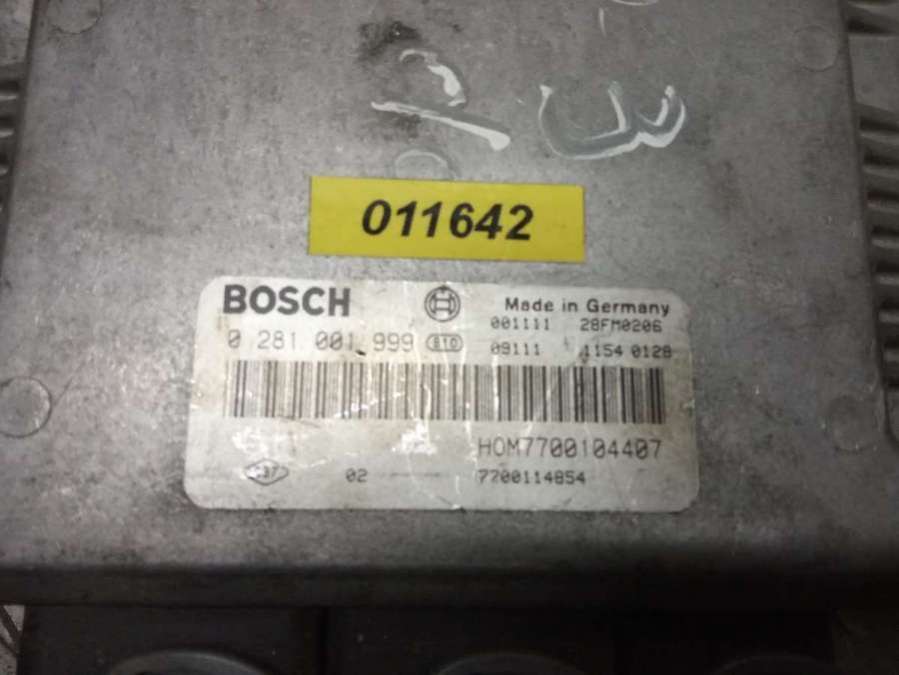 011642
BOSCH
Made in Germany
001111 28FM0206
0 281 001 999
09111 1154 0128
HOM7700104407
02 7700114854